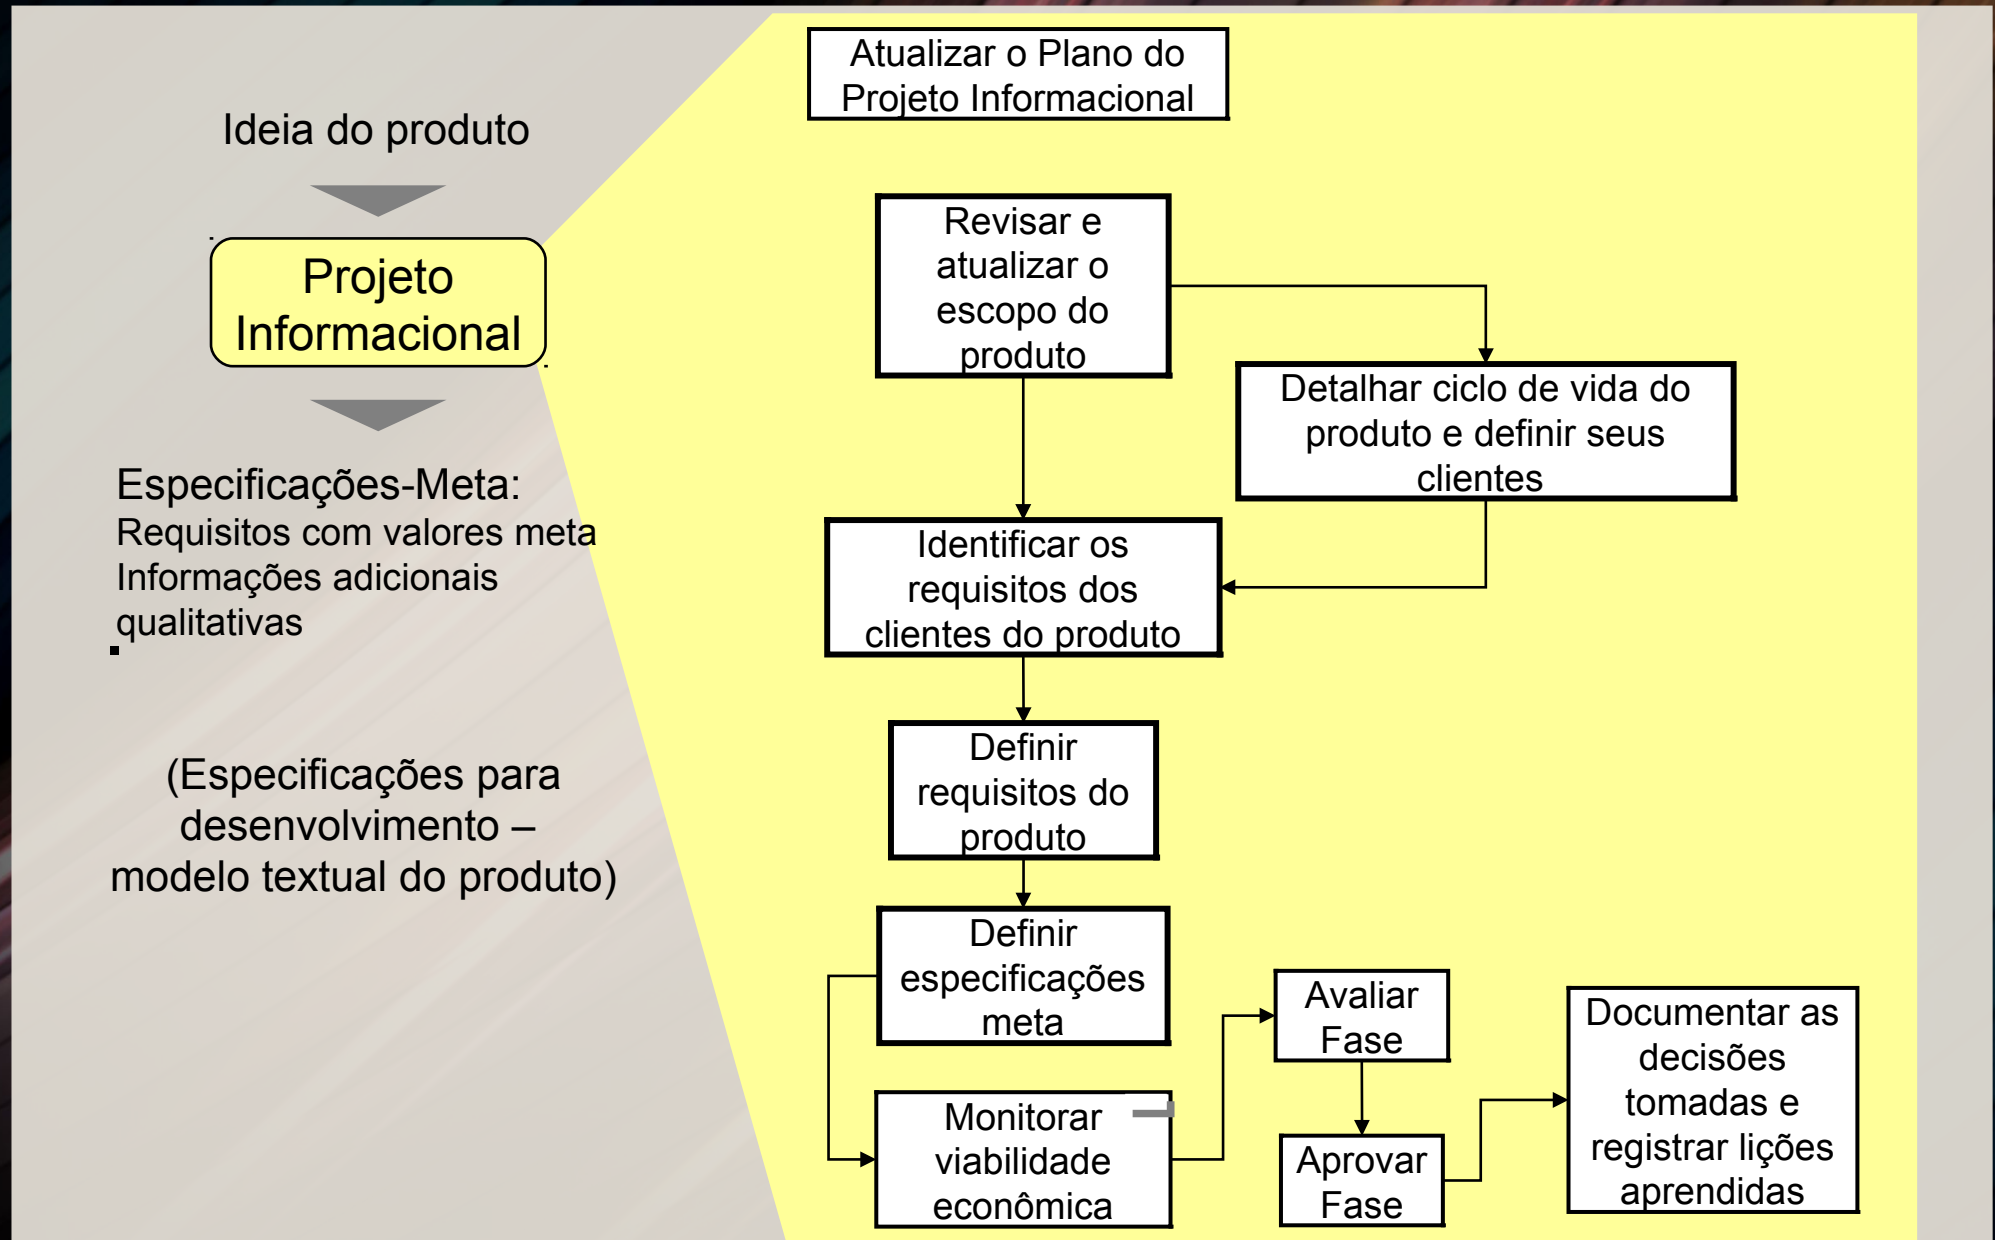 Ideia do produto
Projeto
Informacional
Especificações-Meta:
Requisitos com valores meta
Informações adicionais
qualitativas
(Especificações para
desenvolvimento –
modelo textual do produto)
Atualizar o Plano do
Projeto Informacional
Revisar e
atualizar o
escopo do
produto
Detalhar ciclo de vida do
produto e definir seus
clientes
Identificar os
requisitos dos
clientes do produto
Definir
requisitos do
produto
Definir
especificações
meta
Monitorar
viabilidade
econômica
Avaliar
Fase
Aprovar
Fase
Documentar as
decisões
tomadas e
registrar lições
aprendidas